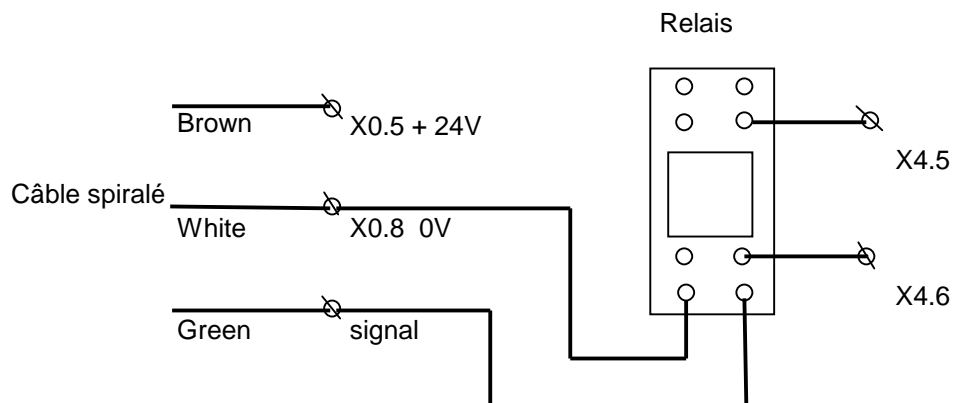 Relais
Brown
X0.5 + 24V
X4.5
Câble spiralé
White
X0.8 0V
X4.6
Green
signal